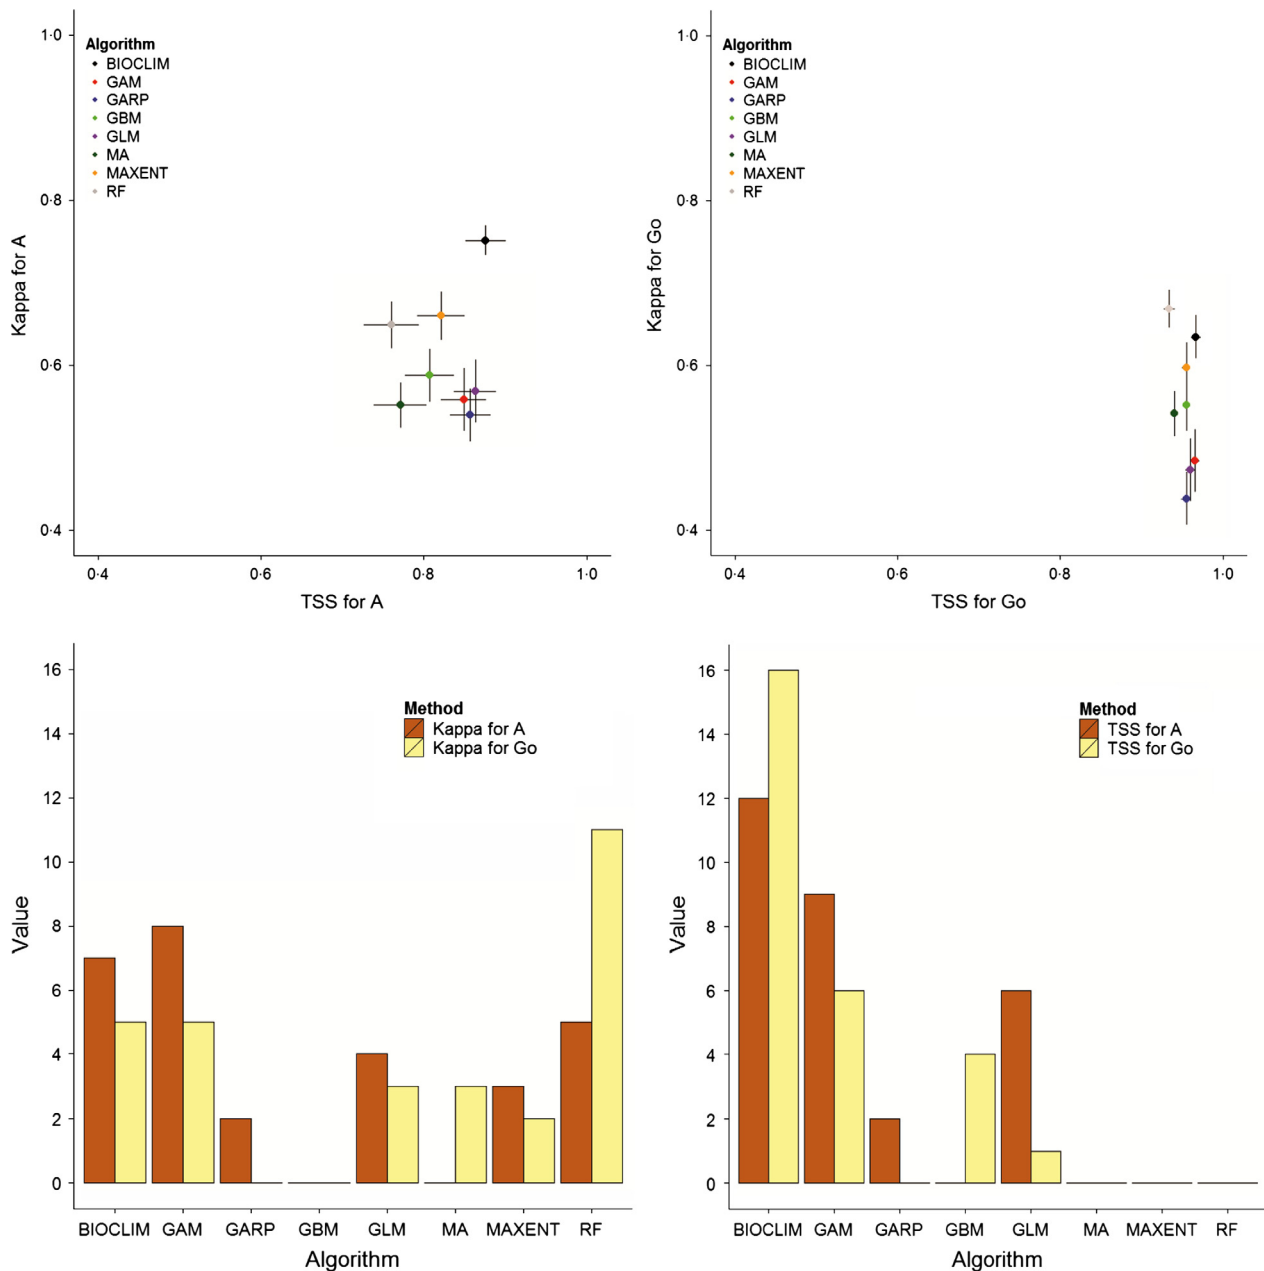 Algorithm
BIOCLIM
GAM
GARP
GBM
GLM
MA
MAXENT
RF
1·0
0·8
0·6
0·4
Kappa for A
0·4 0·6 0·8 1·0
TSS for A
Algorithm
BIOCLIM
GAM
GARP
GBM
GLM
MA
MAXENT
RF
1·0
0·8
0·6
0·4
Kappa for Go
0·4 0·6 0·8 1·0
TSS for Go
Method
Kappa for A
Kappa for Go
16
14
12
10
8
6
4
2
0
Value
BIOCLIM GAM GARP GBM GLM MA MAXENT RF
Algorithm
Method
TSS for A
TSS for Go
16
14
12
10
8
6
4
2
0
Value
BIOCLIM GAM GARP GBM GLM MA MAXENT RF
Algorithm